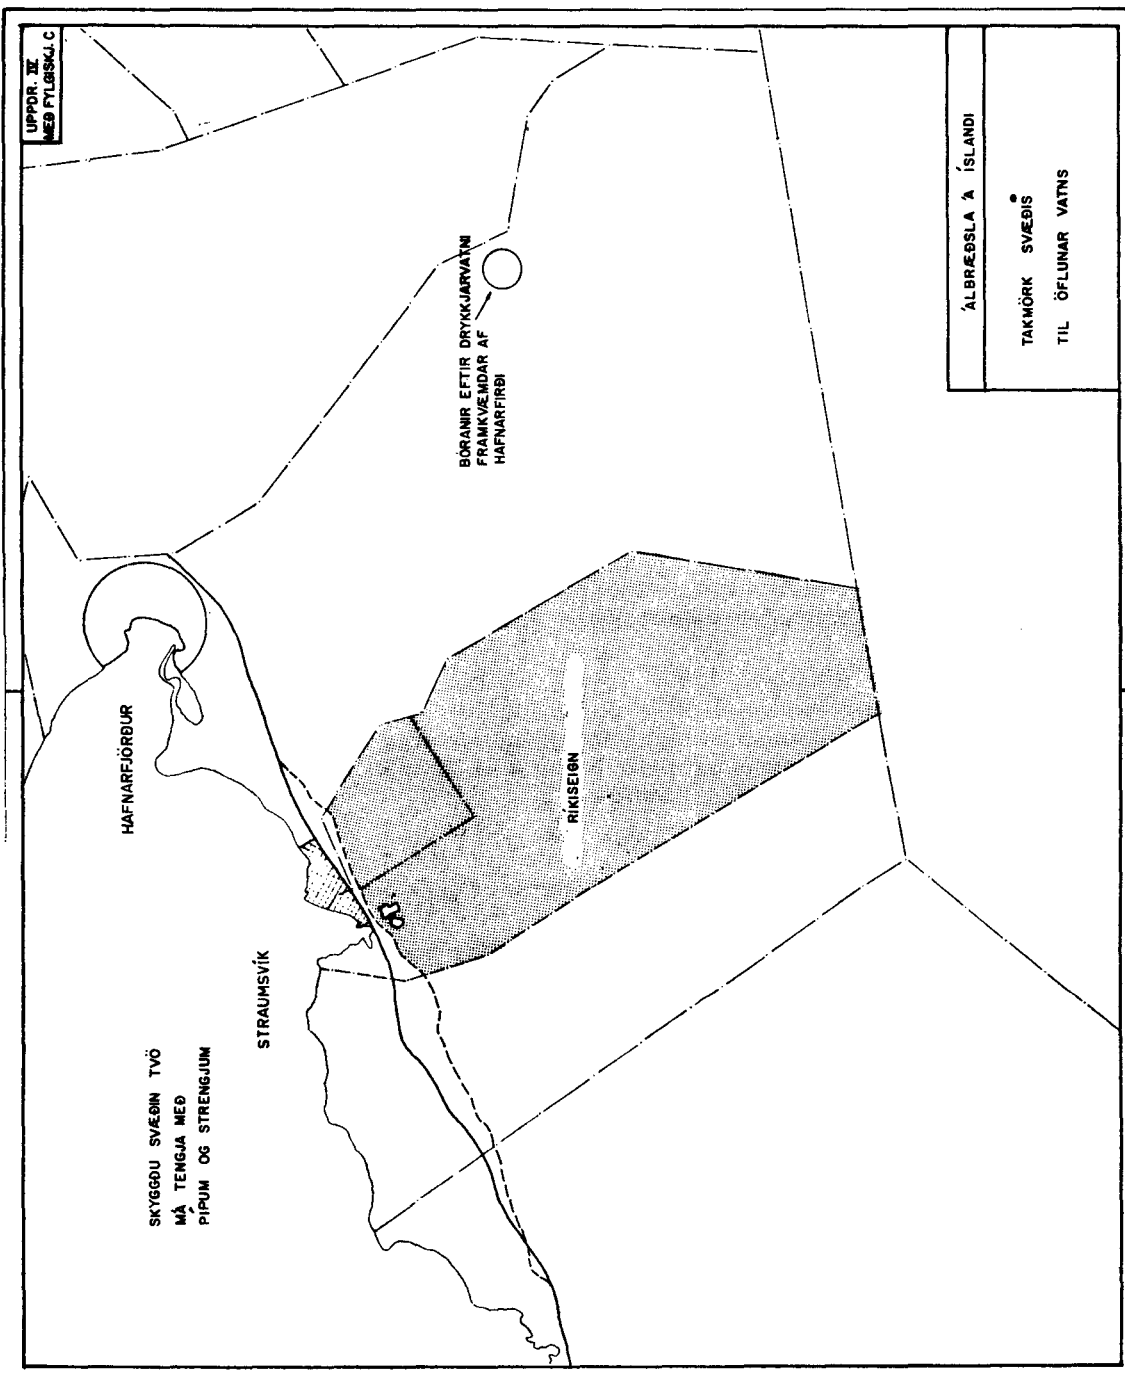 UPPDR. IV
MEÐ FYLGISKJ. C
HAFNARFJÖRÐUR
STRAUMSVÍK
SKYGGÐU SVÆÐIN TVÖ
MÁ TENGJA MEÐ
PÍPUM OG STRENGJUM
BORANIR EFTIR DRYKKJARVATNI
FRAMKVÆMDAR AF
HAFNARFIRÐI
RÍKISEIGN
ÁLBRÆÐSLA Á ÍSLANDI
TAKMÖRK SVÆÐIS
TIL ÖFLUNAR VATNS